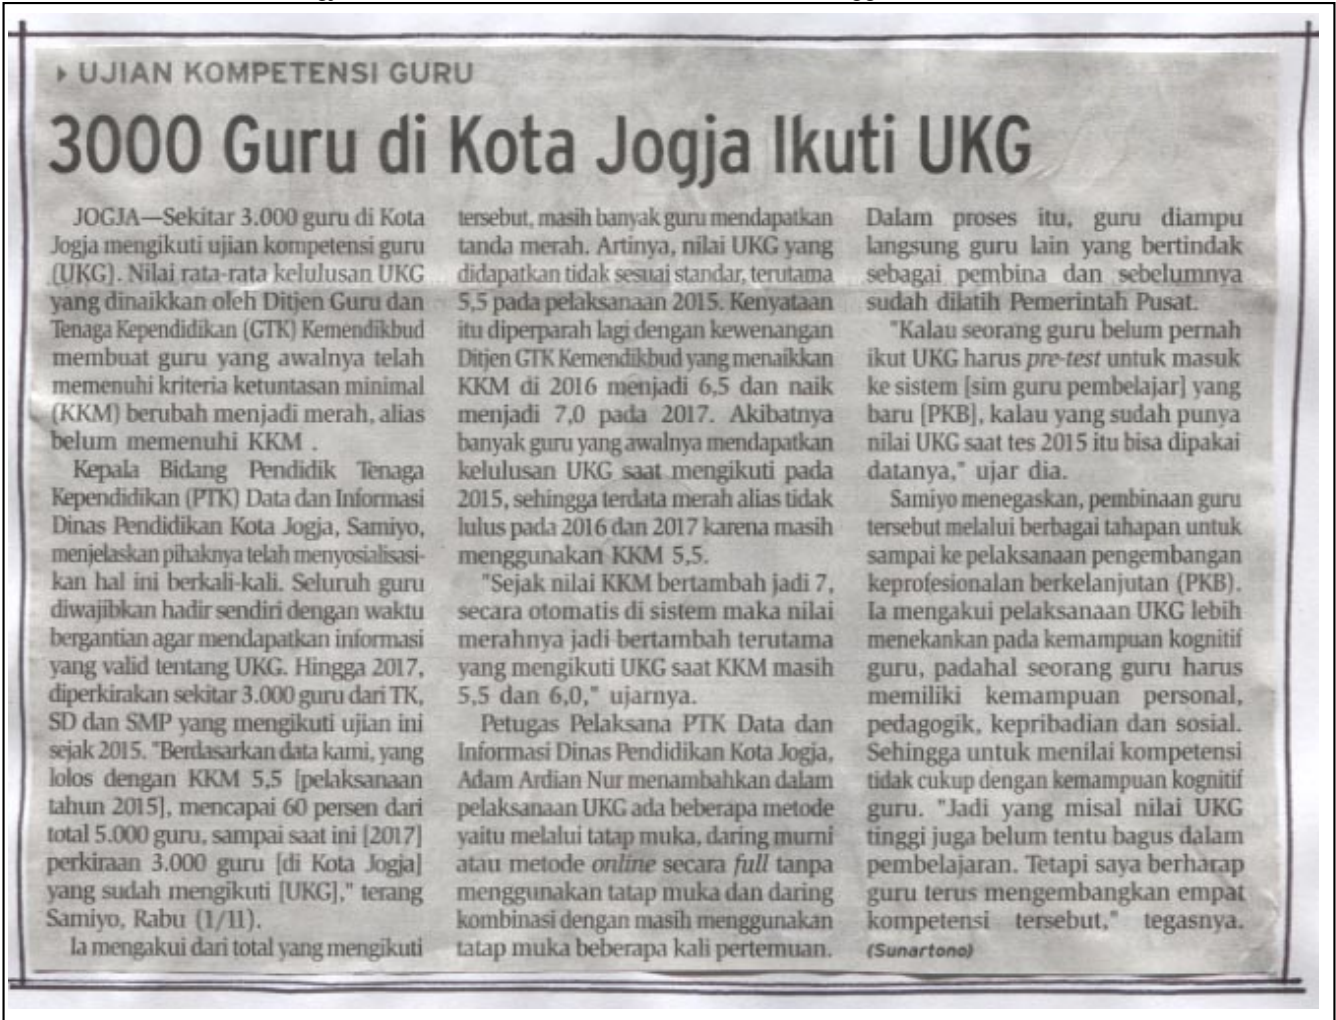 UJIAN KOMPETENSI GURU
3000 Guru di Kota Jogja Ikuti UKG
JOGJA—Sekitar 3.000 guru di Kota
Jogja mengikuti ujian kompetensi guru
(UKG). Nilai rata-rata kelulusan UKG
yang dinaikkan oleh Ditjen Guru dan
Tenaga Kependidikan (GTK) Kemendikbud
membuat guru yang awalnya telah
memenuhi kriteria ketuntasan minimal
(KKM) berubah menjadi merah, alias
belum memenuhi KKM .
Kepala Bidang Pendidik Tenaga
Kependidikan (PTK) Data dan Informasi
Dinas Pendidikan Kota Jogja, Samiyo,
menjelaskan pihaknya telah menyosialisasi-
kan hal ini berkali-kali. Seluruh guru
diwajibkan hadir sendiri dengan waktu
bergantian agar mendapatkan informasi
yang valid tentang UKG. Hingga 2017,
diperkirakan sekitar 3.000 guru dari TK,
SD dan SMP yang mengikuti ujian ini
sejak 2015. "Berdasarkan data kami, yang
lolos dengan KKM 5,5 [pelaksanaan
tahun 2015], mencapai 60 persen dari
total 5.000 guru, sampai saat ini [2017]
perkiraan 3.000 guru [di Kota Jogja]
yang sudah mengikuti [UKG]," terang
Samiyo, Rabu (1/11).
Ia mengakui dari total yang mengikuti
tersebut, masih banyak guru mendapatkan
tanda merah. Artinya, nilai UKG yang
didapatkan tidak sesuai standar, terutama
5,5 pada pelaksanaan 2015. Kenyataan
itu diperparah lagi dengan kewenangan
Ditjen GTK Kemendikbud yang menaikkan
KKM di 2016 menjadi 6,5 dan naik
menjadi 7,0 pada 2017. Akibatnya
banyak guru yang awalnya mendapatkan
kelulusan UKG saat mengikuti pada
2015, sehingga terdata merah alias tidak
lulus pada 2016 dan 2017 karena masih
menggunakan KKM 5,5.
"Sejak nilai KKM bertambah jadi 7,
secara otomatis di sistem maka nilai
merahnya jadi bertambah terutama
yang mengikuti UKG saat KKM masih
5,5 dan 6,0," ujarnya.
Petugas Pelaksana PTK Data dan
Informasi Dinas Pendidikan Kota Jogja,
Adam Ardian Nur menambahkan dalam
pelaksanaan UKG ada beberapa metode
yaitu melalui tatap muka, daring murni
atau metode online secara full tanpa
menggunakan tatap muka dan daring
kombinasi dengan masih menggunakan
tatap muka beberapa kali pertemuan.
Dalam proses itu, guru diampu
langsung guru lain yang bertindak
sebagai pembina dan sebelumnya
sudah dilatih Pemerintah Pusat.
"Kalau seorang guru belum pernah
ikut UKG harus pre-test untuk masuk
ke sistem [sim guru pembelajar] yang
baru [PKB], kalau yang sudah punya
nilai UKG saat tes 2015 itu bisa dipakai
datanya," ujar dia.
Samiyo menegaskan, pembinaan guru
tersebut melalui berbagai tahapan untuk
sampai ke pelaksanaan pengembangan
keprofesionalan berkelanjutan (PKB).
Ia mengakui pelaksanaan UKG lebih
menekankan pada kemampuan kognitif
guru, padahal seorang guru harus
memiliki kemampuan personal,
pedagogik, kepribadian dan sosial.
Sehingga untuk menilai kompetensi
tidak cukup dengan kemampuan kognitif
guru. "Jadi yang misal nilai UKG
tinggi juga belum tentu bagus dalam
pembelajaran. Tetapi saya berharap
guru terus mengembangkan empat
kompetensi tersebut," tegasnya.
(Sunartono)